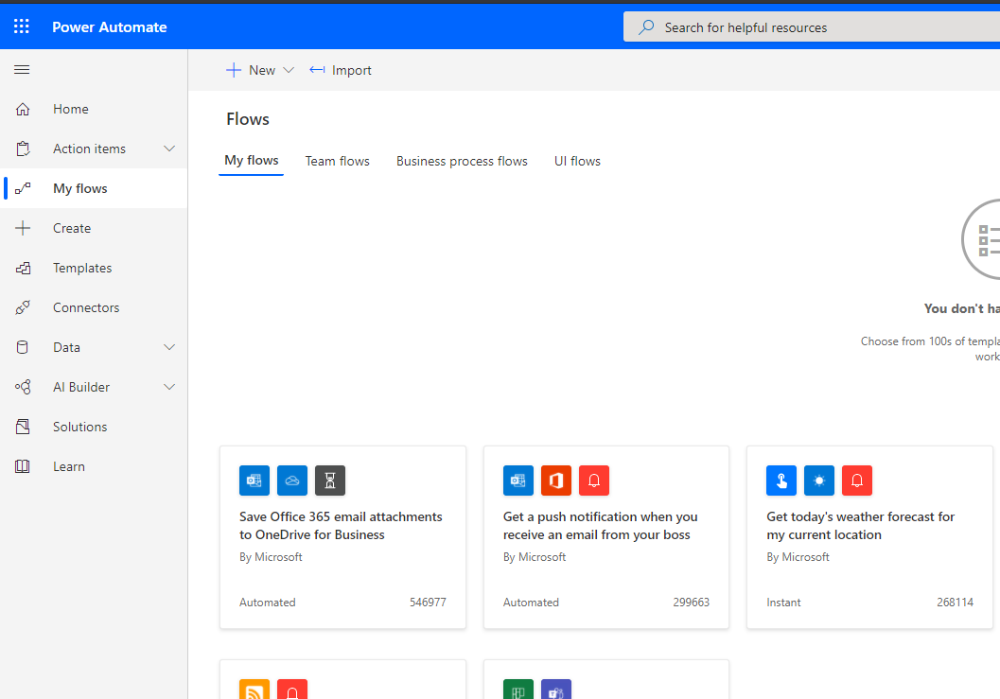 Power Automate
Search for helpful resources
New
Import
Home
Action items
My flows
Create
Templates
Connectors
Data
AI Builder
Solutions
Learn
Flows
My flows
Team flows
Business process flows
UI flows
You don't ha
Choose from 100s of templa
work
Save Office 365 email attachments
to OneDrive for Business
By Microsoft
Automated
546977
Get a push notification when you
receive an email from your boss
By Microsoft
Automated
299663
Get today's weather forecast for
my current location
By Microsoft
Instant
268114